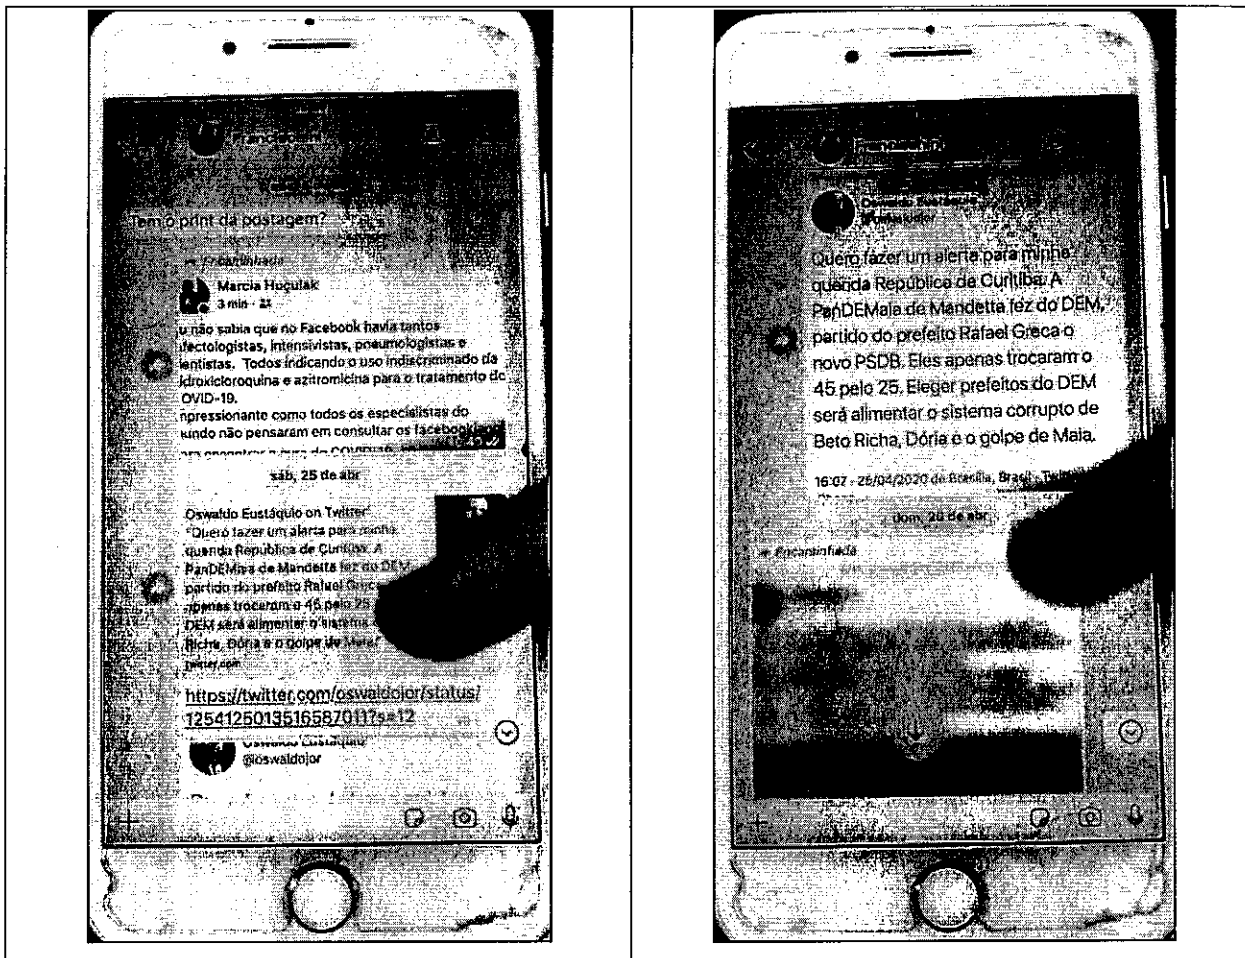 Tem o print da postagem?
Encaminhada
Marcia Huçulak
3 min
u não sabia que no Facebook havia tantos
fectologistas, intensivistas, pneumologistas e
entistas. Todos indicando o uso indiscriminado da
idroxicloroquina e azitromicina para o tratamento do
OVID-19.
npressionante como todos os especialistas do
undo não pensaram em consultar os facebook
sáb, 25 de abr
Oswaldo Eustáquio on Twitter
"Quero fazer um alerta para minha
querida República de Curitiba. A
PanDEMaia de Mandetta fez do DEM,
partido do prefeito Rafael Greca
apenas trocaram o 45 pelo 25
DEM será alimentar o sistema
Richa, Dória e o golpe de Maia
twitter.com
https://twitter.com/oswaldojor/status/
1254125013516587011?s=12
Oswaldo Eustáquio
@oswaldojor
Franceschini
Oswaldo Eustáquio
@oswaldojor
Quero fazer um alerta para minha
querida República de Curitiba. A
PanDEMaia de Mandetta fez do DEM,
partido do prefeito Rafael Greca o
novo PSDB. Eles apenas trocaram o
45 pelo 25. Eleger prefeitos do DEM
será alimentar o sistema corrupto de
Beto Richa, Dória e o golpe de Maia.
16:07 · 25/04/2020 de Brasília, Brasil
dom, 26 de abr
Encaminhada